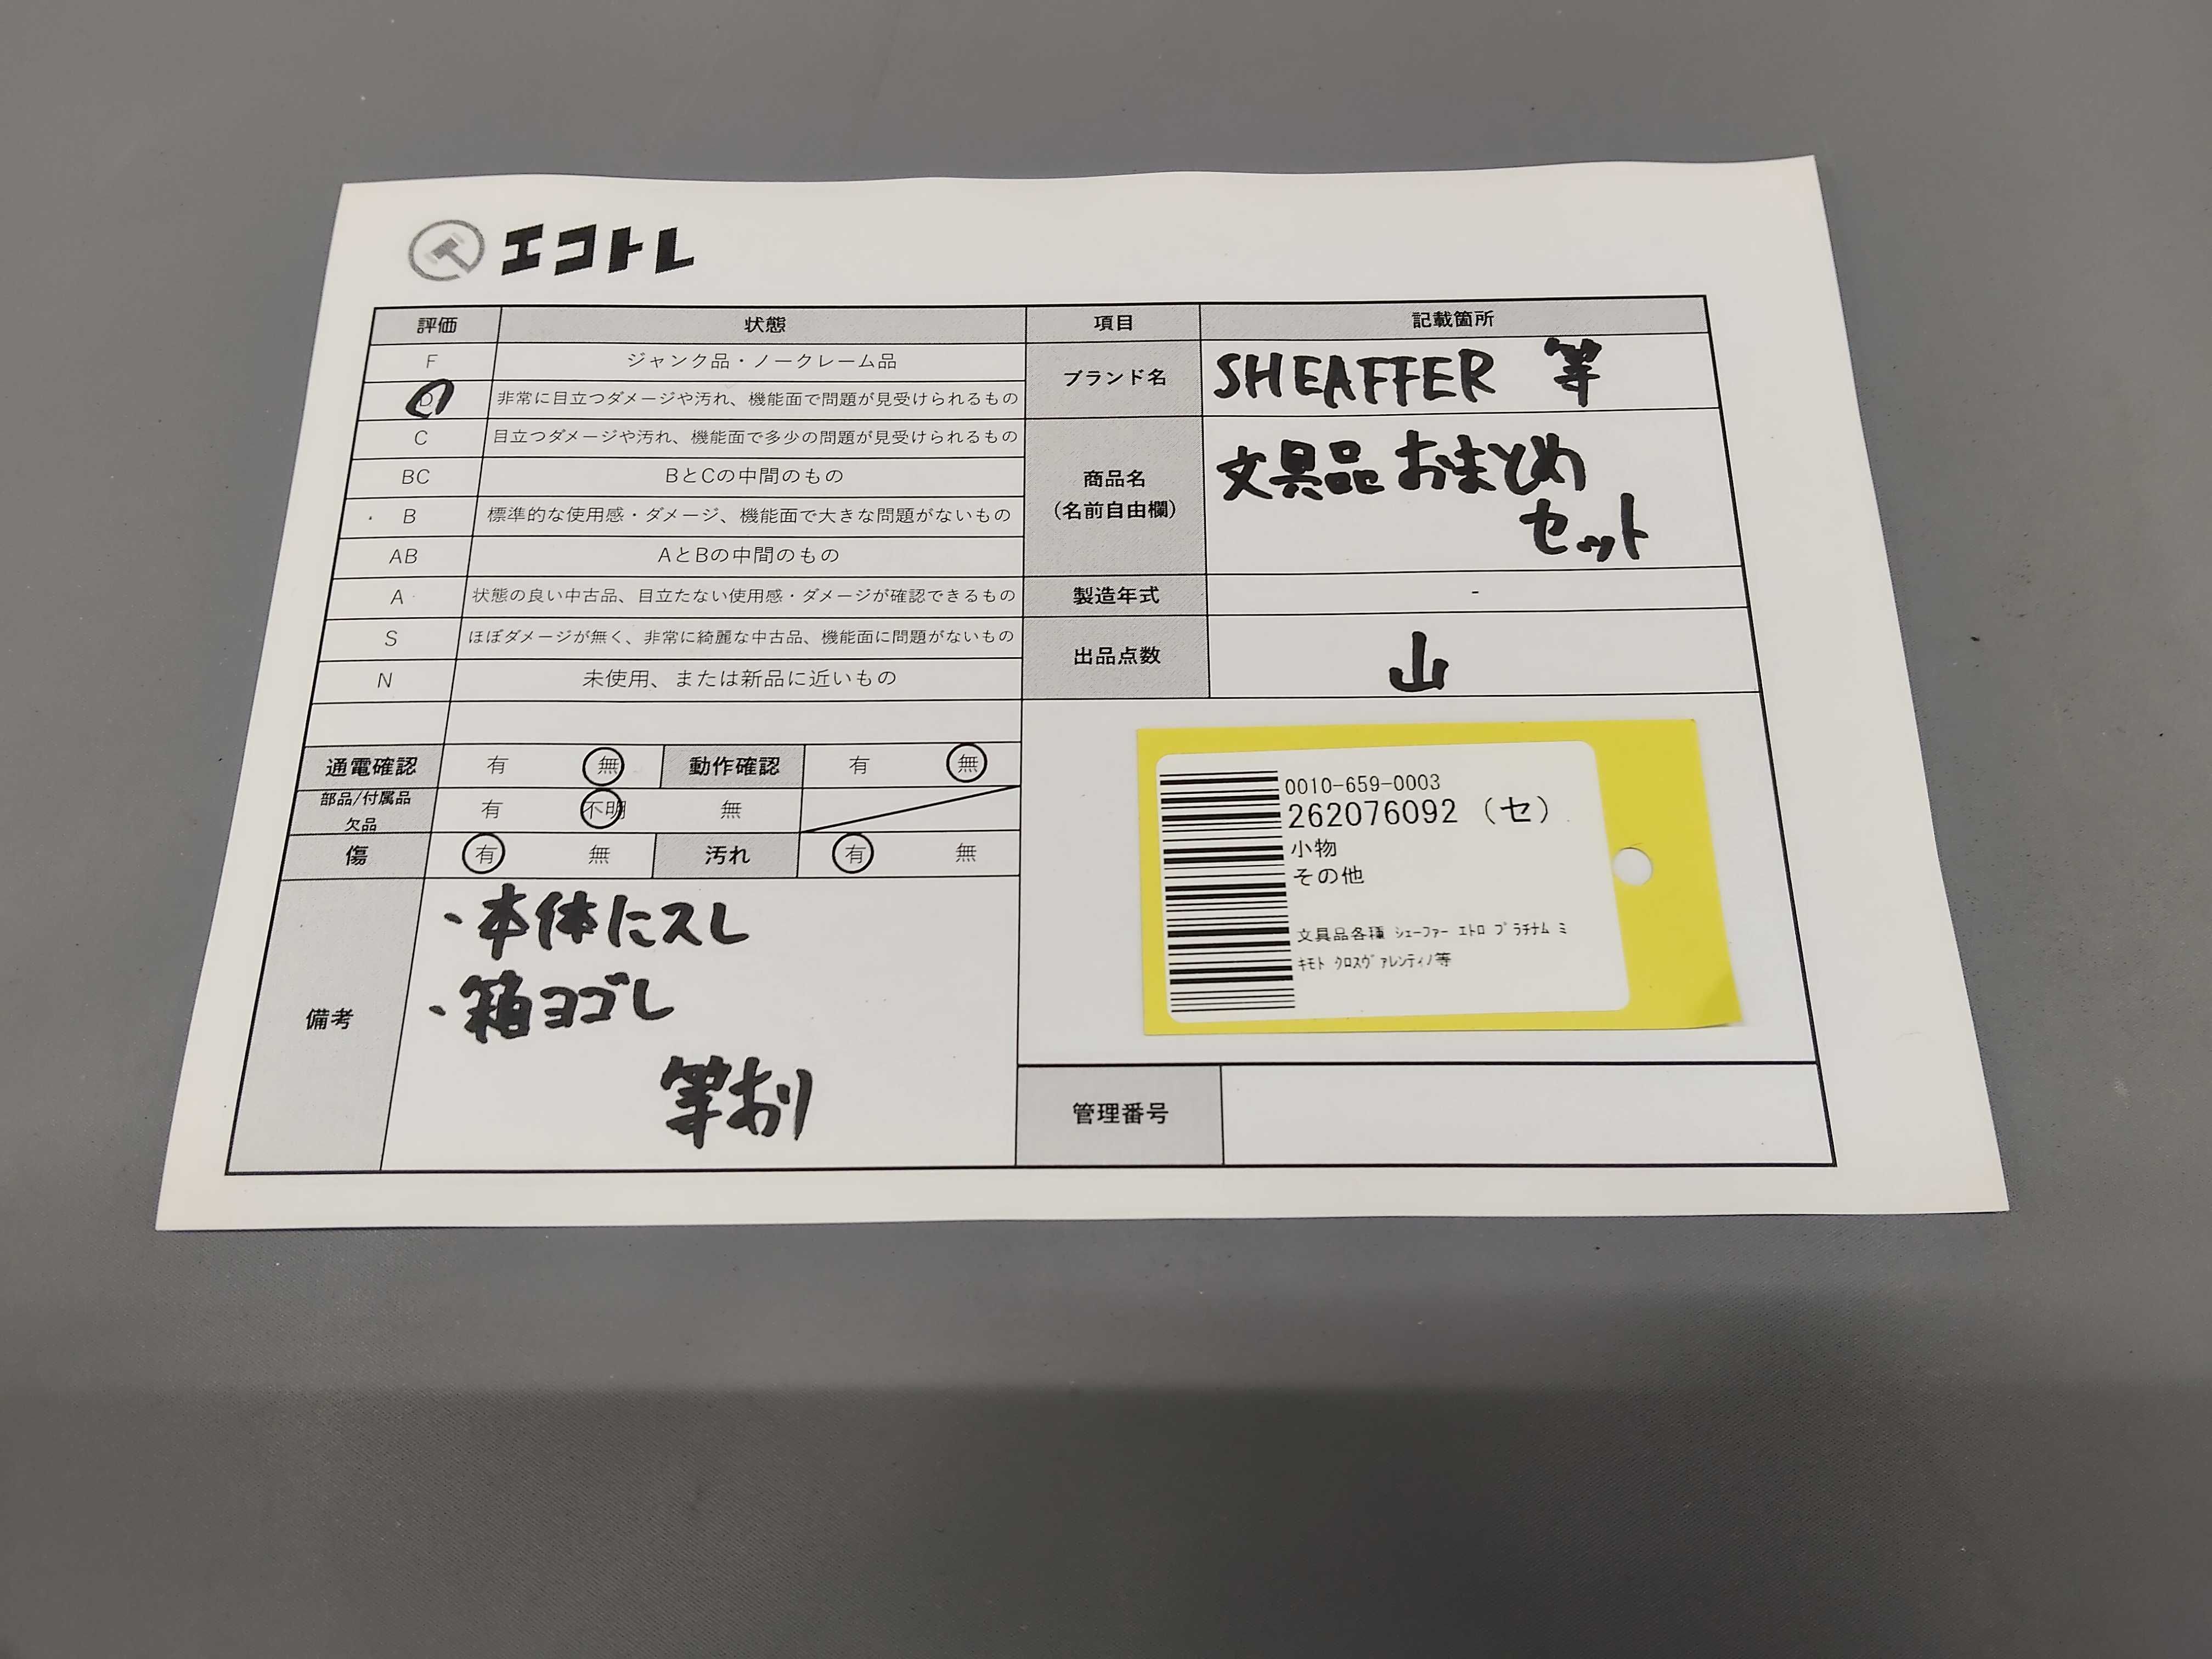 エコトレ
評価 状態 項目 記載箇所
F ジャンク品・ノークレーム品
D 非常に目立つダメージや汚れ、機能面で問題が見受けられるもの
C 目立つダメージや汚れ、機能面で多少の問題が見受けられるもの
BC BとCの中間のもの
B 標準的な使用感・ダメージ、機能面で大きな問題がないもの
AB AとBの中間のもの
A 状態の良い中古品、目立たない使用感・ダメージが確認できるもの
S ほぼダメージが無く、非常に綺麗な中古品、機能面に問題がないもの
N 未使用、または新品に近いもの
ブランド名 SHEAFFER 等
商品名
(名前自由欄)
文具品 おまとめ
セット
製造年式 -
出品点数 山
通電確認 有 無 動作確認 有 無
部品/付属品
欠品
有 不明 無
傷 有 無 汚れ 有 無
備考
・本体にスレ
・箱ヨゴレ
等あり
0010-659-0003
262076092 (セ)
小物
その他
文具品各種 シェーファー エトロ プラチナム ミ
キモト クロスヴァレンティノ等
管理番号